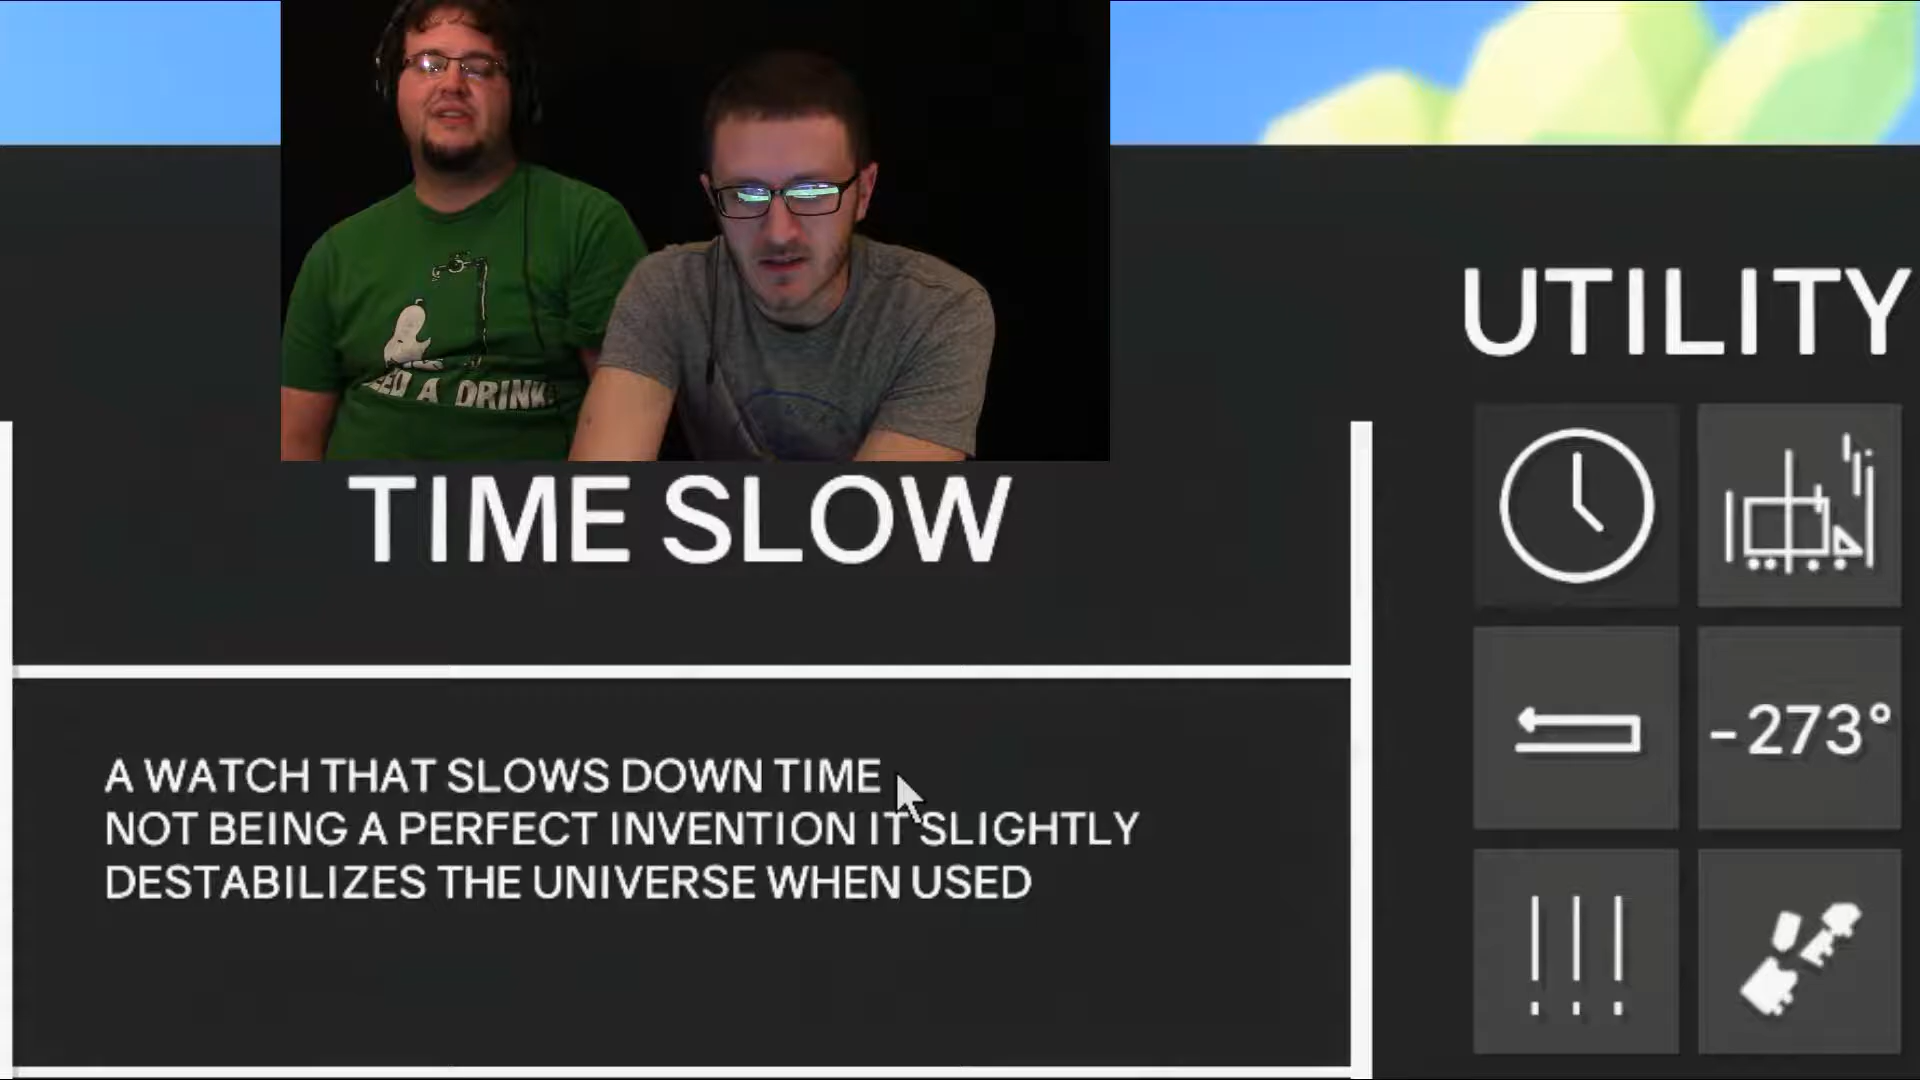 UTILITY
A DRINK
TIME SLOW
-273°
A WATCH THAT SLOWS DOWN TIME
NOT BEING A PERFECT INVENTION IT SLIGHTLY
DESTABILIZES THE UNIVERSE WHEN USED